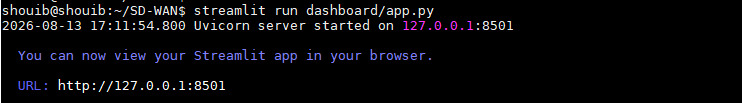 shouib@shouib:~/SD-WAN$ streamlit run dashboard/app.py
2026-08-13 17:11:54.800 Uvicorn server started on 127.0.0.1:8501
You can now view your Streamlit app in your browser.
URL: http://127.0.0.1:8501